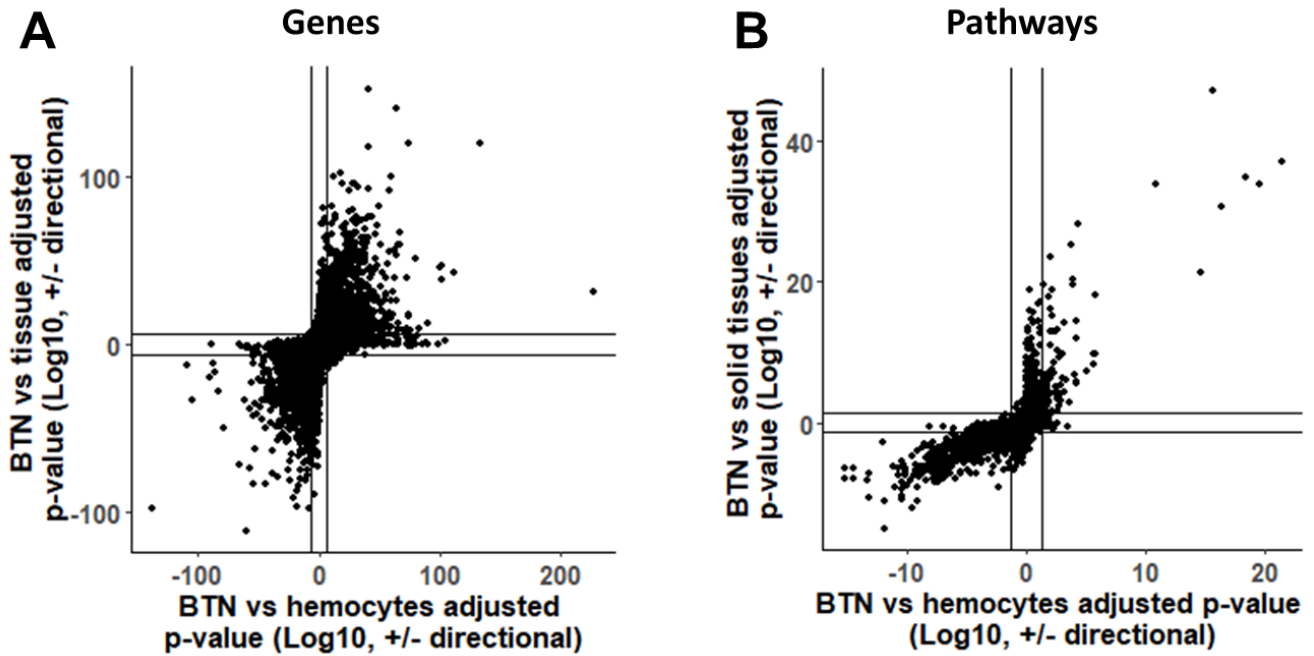 A
Genes
BTN vs tissue adjusted
p-value (Log10, +/- directional)
100
0
-100
-100
0
100
200
BTN vs hemocytes adjusted
p-value (Log10, +/- directional)
B
Pathways
BTN vs solid tissues adjusted
p-value (Log10, +/- directional)
40
20
0
-10
0
10
20
BTN vs hemocytes adjusted p-value
(Log10, +/- directional)